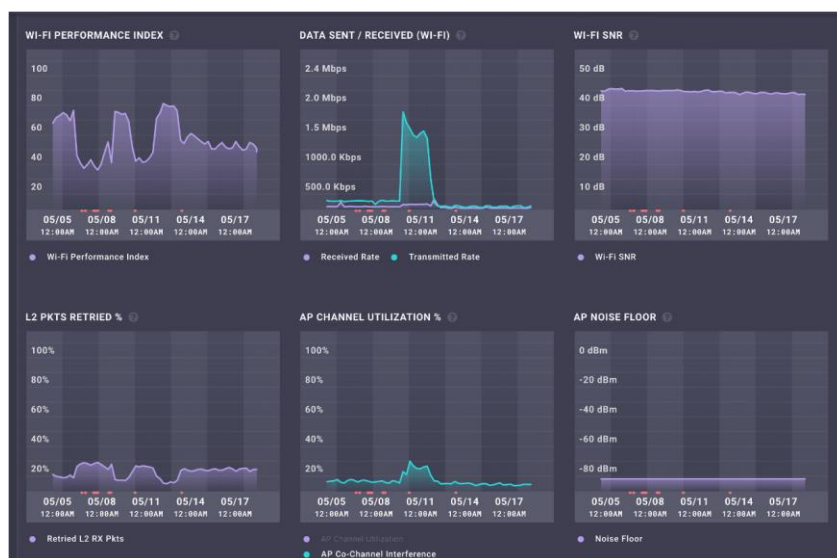 WI-FI PERFORMANCE INDEX ?
100
80
60
40
20
05/05 05/08 05/11 05/14 05/17
12:00AM 12:00AM 12:00AM 12:00AM 12:00AM
Wi-Fi Performance Index
DATA SENT / RECEIVED (WI-FI) ?
2.4 Mbps
2.0 Mbps
1.5 Mbps
1000.0 Kbps
500.0 Kbps
05/05 05/08 05/11 05/14 05/17
12:00AM 12:00AM 12:00AM 12:00AM 12:00AM
Received Rate Transmitted Rate
WI-FI SNR ?
50 dB
40 dB
30 dB
20 dB
10 dB
05/05 05/08 05/11 05/14 05/17
12:00AM 12:00AM 12:00AM 12:00AM 12:00AM
Wi-Fi SNR
L2 PKTS RETRIED % ?
100%
80%
60%
40%
20%
05/05 05/08 05/11 05/14 05/17
12:00AM 12:00AM 12:00AM 12:00AM 12:00AM
Retried L2 RX Pkts
AP CHANNEL UTILIZATION % ?
100%
80%
60%
40%
20%
05/05 05/08 05/11 05/14 05/17
12:00AM 12:00AM 12:00AM 12:00AM 12:00AM
AP Channel Utilization
AP Co-Channel Interference
AP NOISE FLOOR ?
0 dBm
-20 dBm
-40 dBm
-60 dBm
-80 dBm
05/05 05/08 05/11 05/14 05/17
12:00AM 12:00AM 12:00AM 12:00AM 12:00AM
Noise Floor